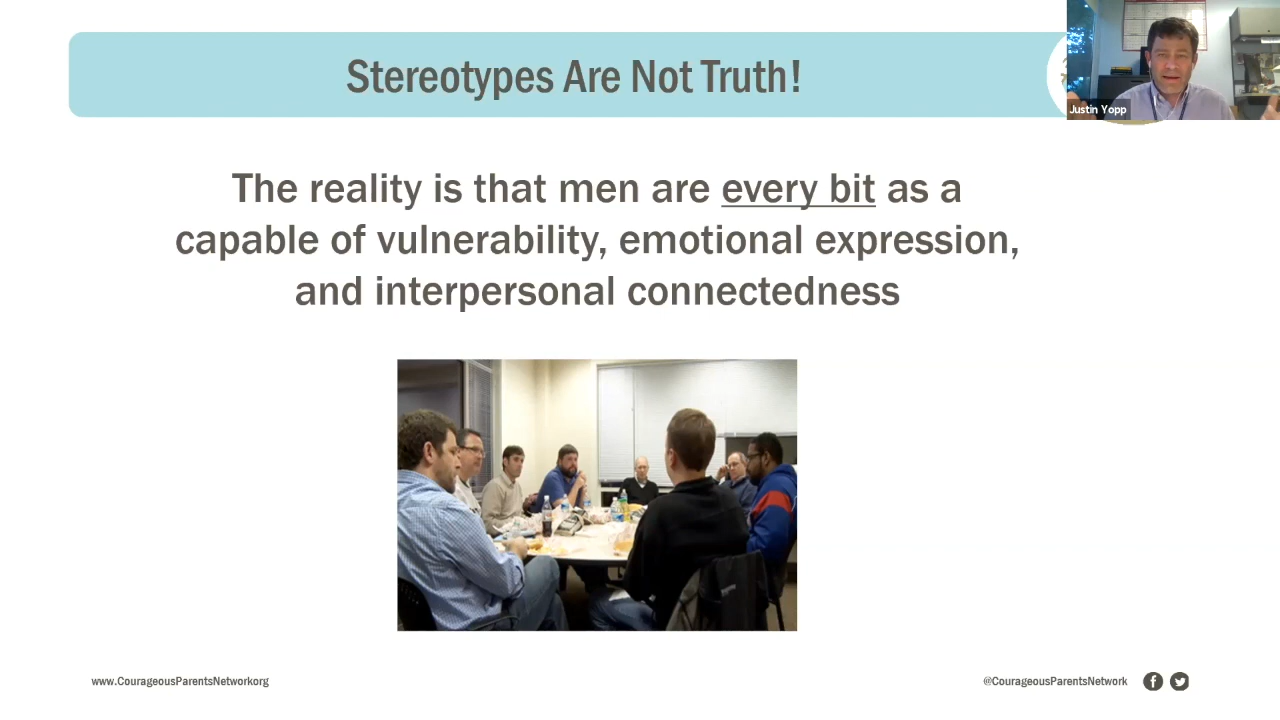 Stereotypes Are Not Truth!
Justin Yopp
The reality is that men are every bit as a
capable of vulnerability, emotional expression,
and interpersonal connectedness
www.CourageousParentsNetworkorg
@CourageousParentsNetwork